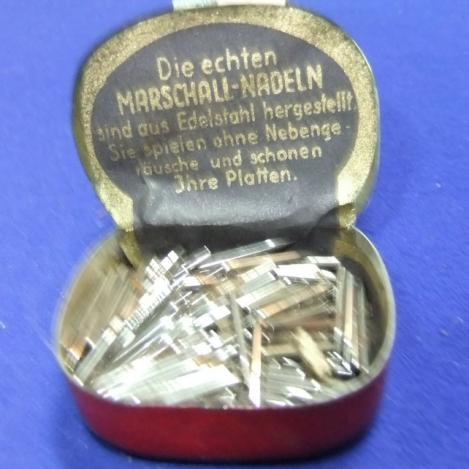 Die echten
MARSCHALL-NADELN
sind aus Edelstahl hergestellt.
Sie spielen ohne Nebenge-
räusche und schonen
Ihre Platten.